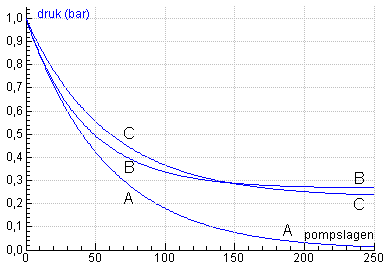 druk (bar)
1,0
0,9
0,8
0,7
0,6
0,5
0,4
0,3
0,2
0,1
0,0
C
B
A
B
C
A
pompslagen
0
50
100
150
200
250